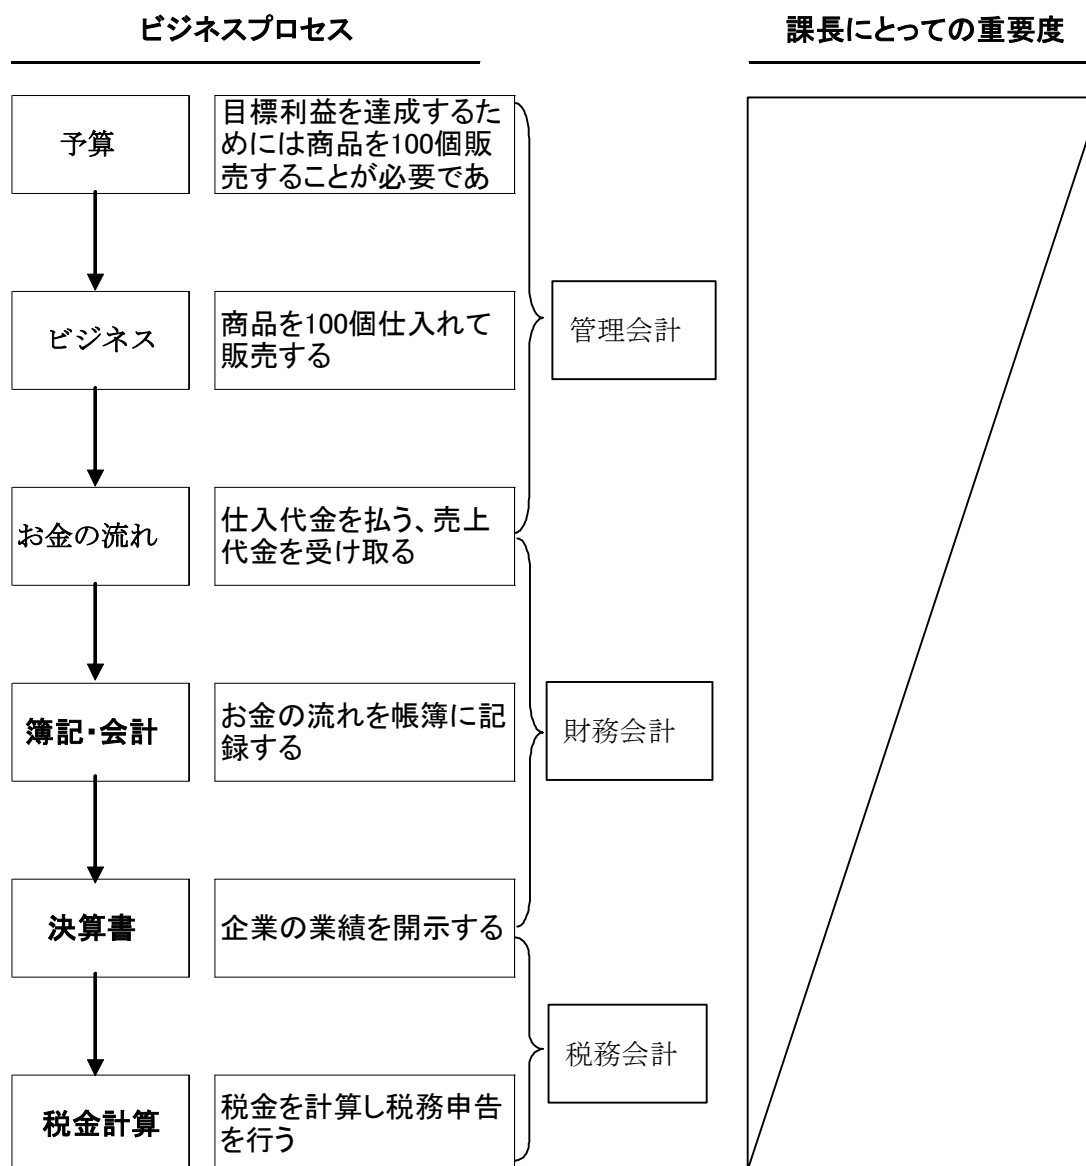 ビジネスプロセス
課長にとっての重要度
予算
目標利益を達成するた
めには商品を100個販
売することが必要であ
ビジネス
商品を100個仕入れて
販売する
管理会計
お金の流れ
仕入代金を払う、売上
代金を受け取る
簿記・会計
お金の流れを帳簿に記
録する
財務会計
決算書
企業の業績を開示する
税務会計
税金計算
税金を計算し税務申告
を行う